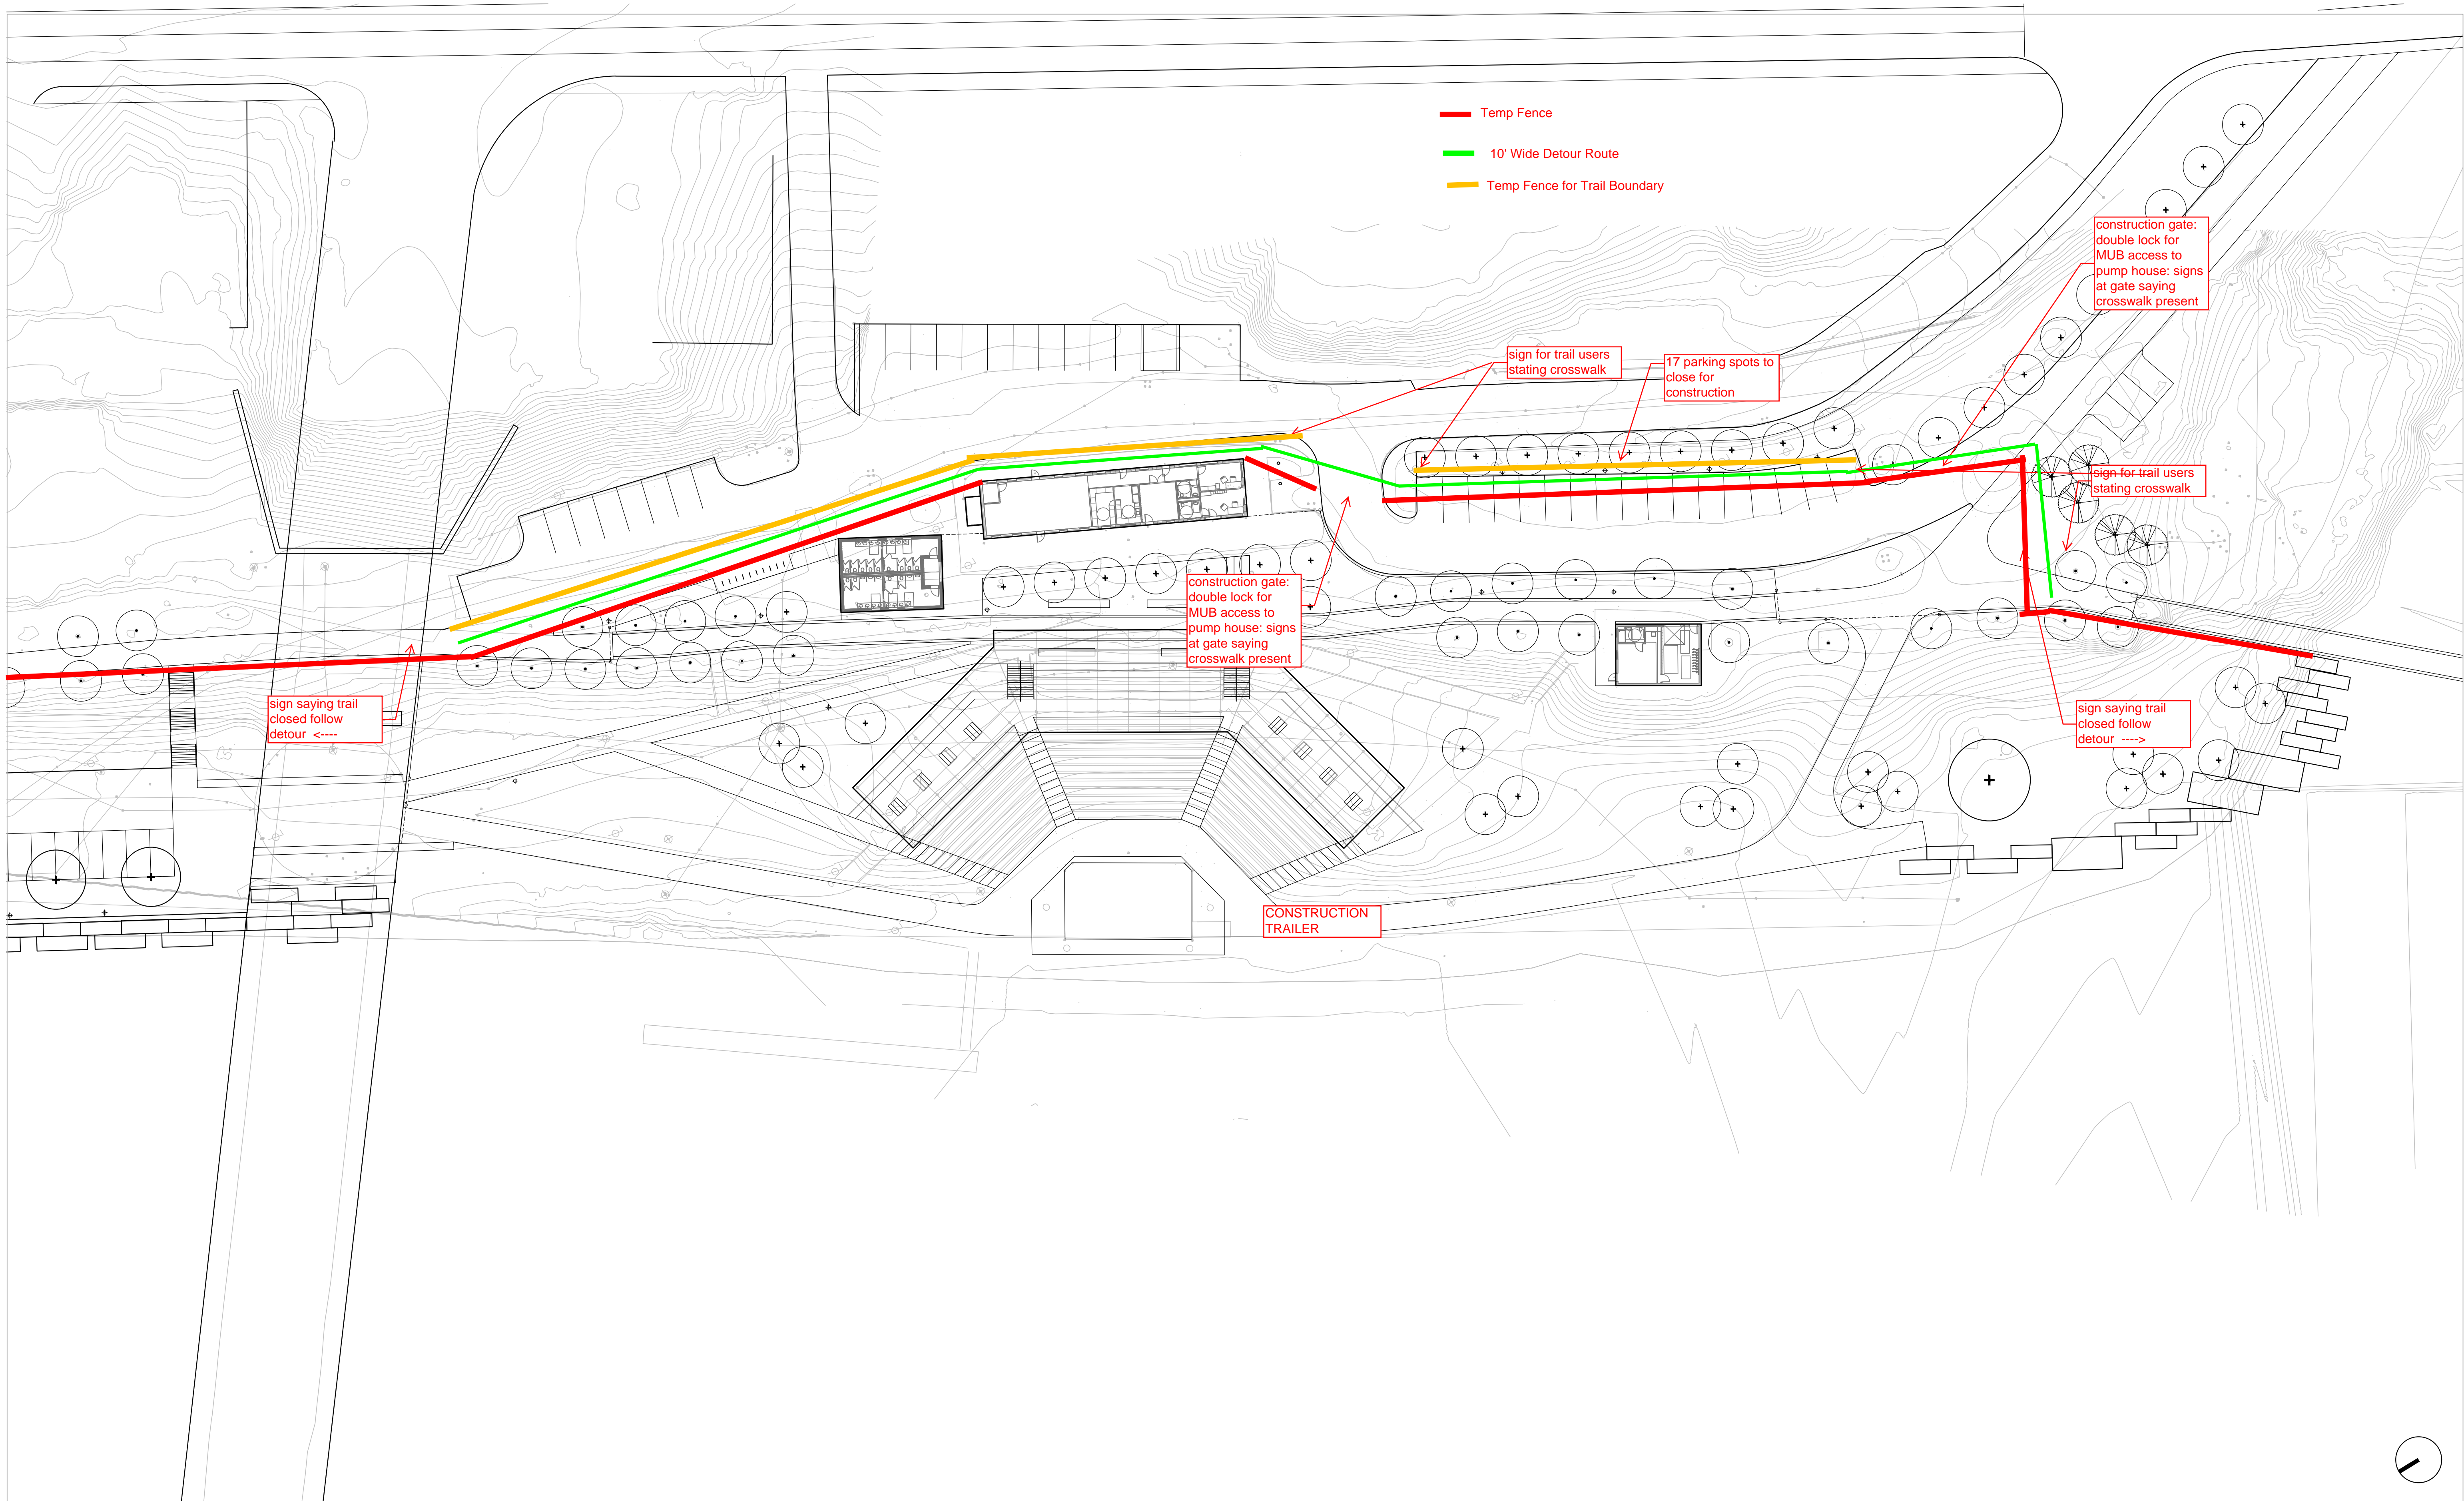 Temp Fence
10' Wide Detour Route
Temp Fence for Trail Boundary
construction gate:
double lock for
MUB access to
pump house: signs
at gate saying
crosswalk present
sign for trail users
stating crosswalk
17 parking spots to
close for
construction
sign for trail users
stating crosswalk
construction gate:
double lock for
MUB access to
pump house: signs
at gate saying
crosswalk present
sign saying trail
closed follow
detour <----
sign saying trail
closed follow
detour ---->
CONSTRUCTION
TRAILER